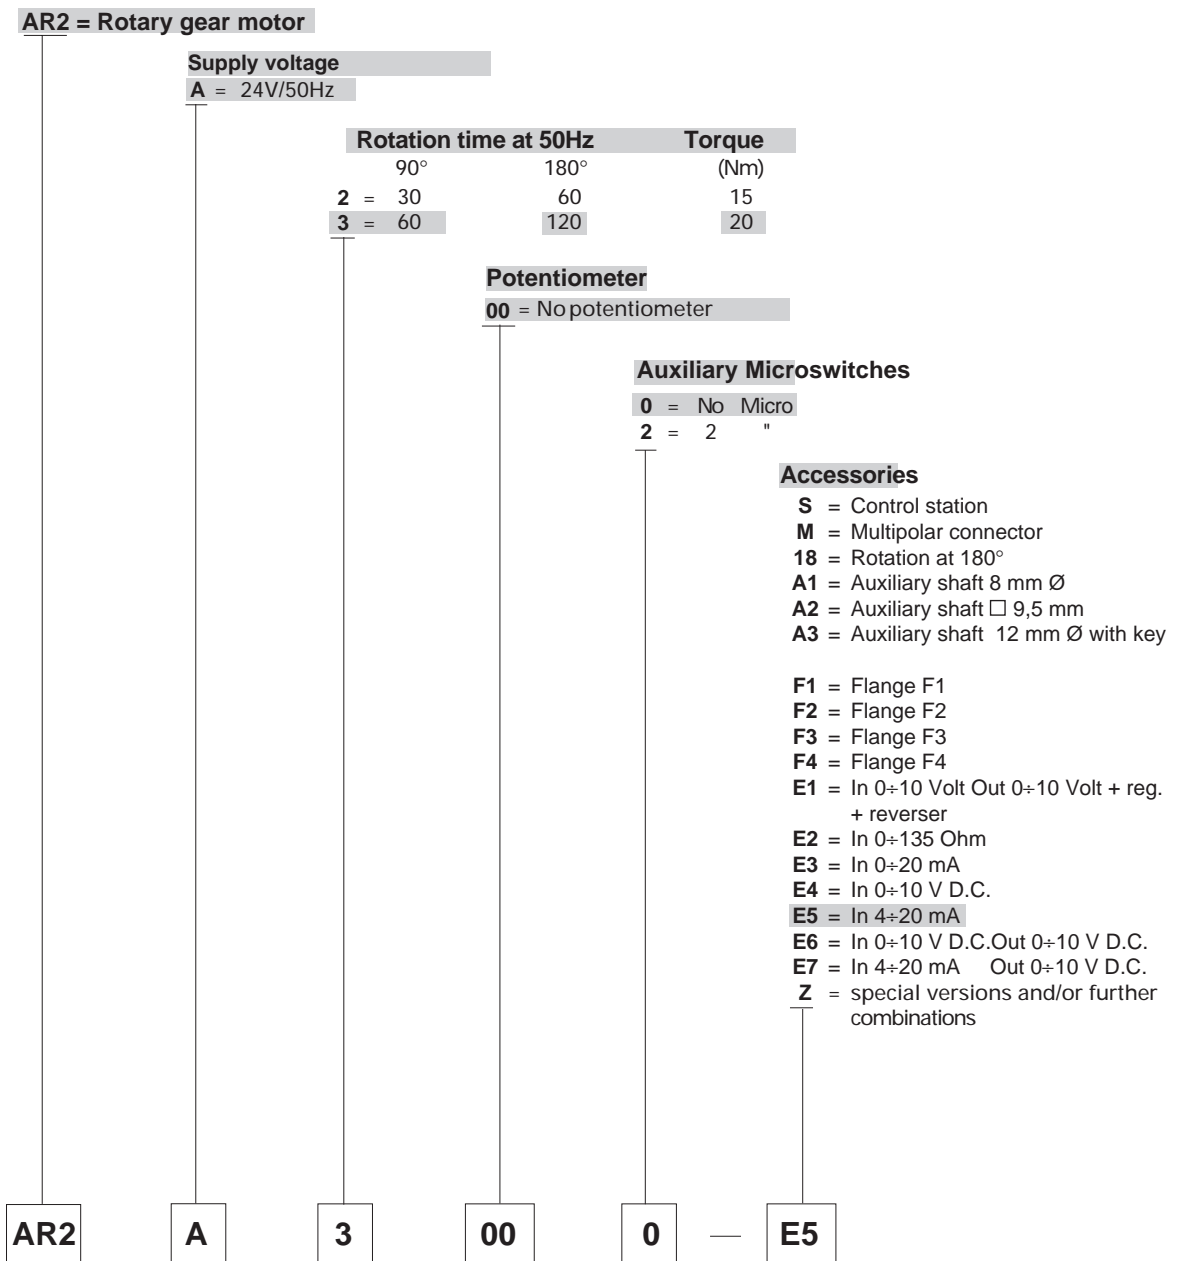 AR2 = Rotary gear motor
Supply voltage
A = 24V/50Hz
Rotation time at 50Hz Torque
90° 180° (Nm)
2 = 30 60 15
3 = 60 120 20
Potentiometer
00 = No potentiometer
Auxiliary Microswitches
0 = No Micro
2 = 2 "
Accessories
S = Control station
M = Multipolar connector
18 = Rotation at 180°
A1 = Auxiliary shaft 8 mm Ø
A2 = Auxiliary shaft □ 9,5 mm
A3 = Auxiliary shaft 12 mm Ø with key
F1 = Flange F1
F2 = Flange F2
F3 = Flange F3
F4 = Flange F4
E1 = In 0÷10 Volt Out 0÷10 Volt + reg.
+ reverser
E2 = In 0÷135 Ohm
E3 = In 0÷20 mA
E4 = In 0÷10 V D.C.
E5 = In 4÷20 mA
E6 = In 0÷10 V D.C.Out 0÷10 V D.C.
E7 = In 4÷20 mA Out 0÷10 V D.C.
Z = special versions and/or further
combinations
AR2 A 3 00 0 — E5